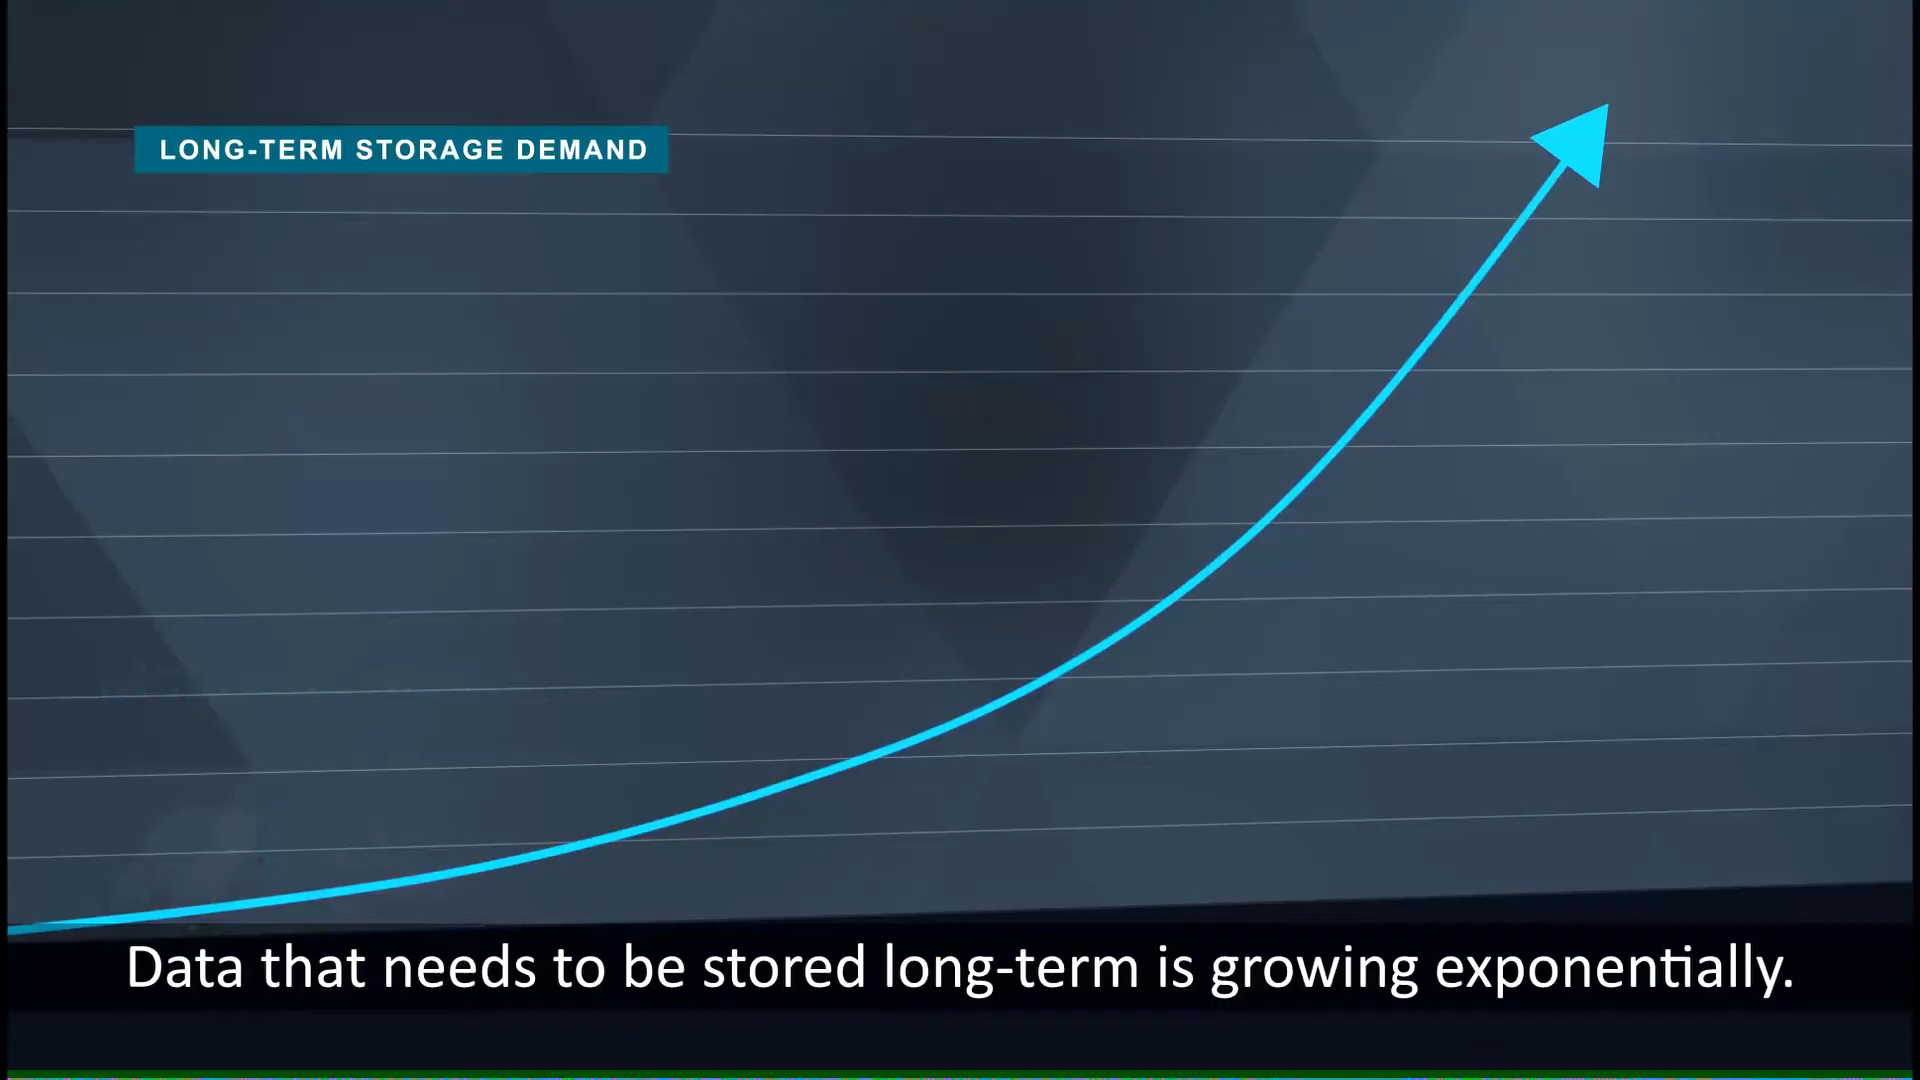 LONG-TERM STORAGE DEMAND
Data that needs to be stored long-term is growing exponentially.